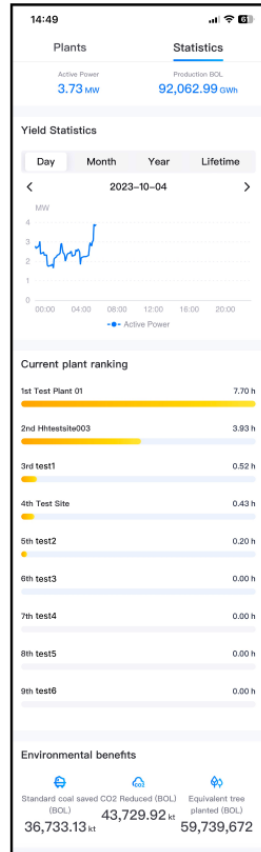 14:49
Plants Statistics
Active Power Production BOL
3.73 MW 92,062.99 GWh
Yield Statistics
Day Month Year Lifetime
< 2023-10-04 >
MW
4
3
2
1
0
00:00 04:00 08:00 12:00 16:00 20:00
Active Power
Current plant ranking
1st Test Plant 01 7.70 h
2nd Hhtestsite003 3.93 h
3rd test1 0.52 h
4th Test Site 0.43 h
5th test2 0.20 h
6th test3 0.00 h
7th test4 0.00 h
8th test5 0.00 h
9th test6 0.00 h
Environmental benefits
Standard coal saved (BOL)
36,733.13 kt
CO2 Reduced (BOL)
43,729.92 kt
Equivalent tree planted (BOL)
59,739,672